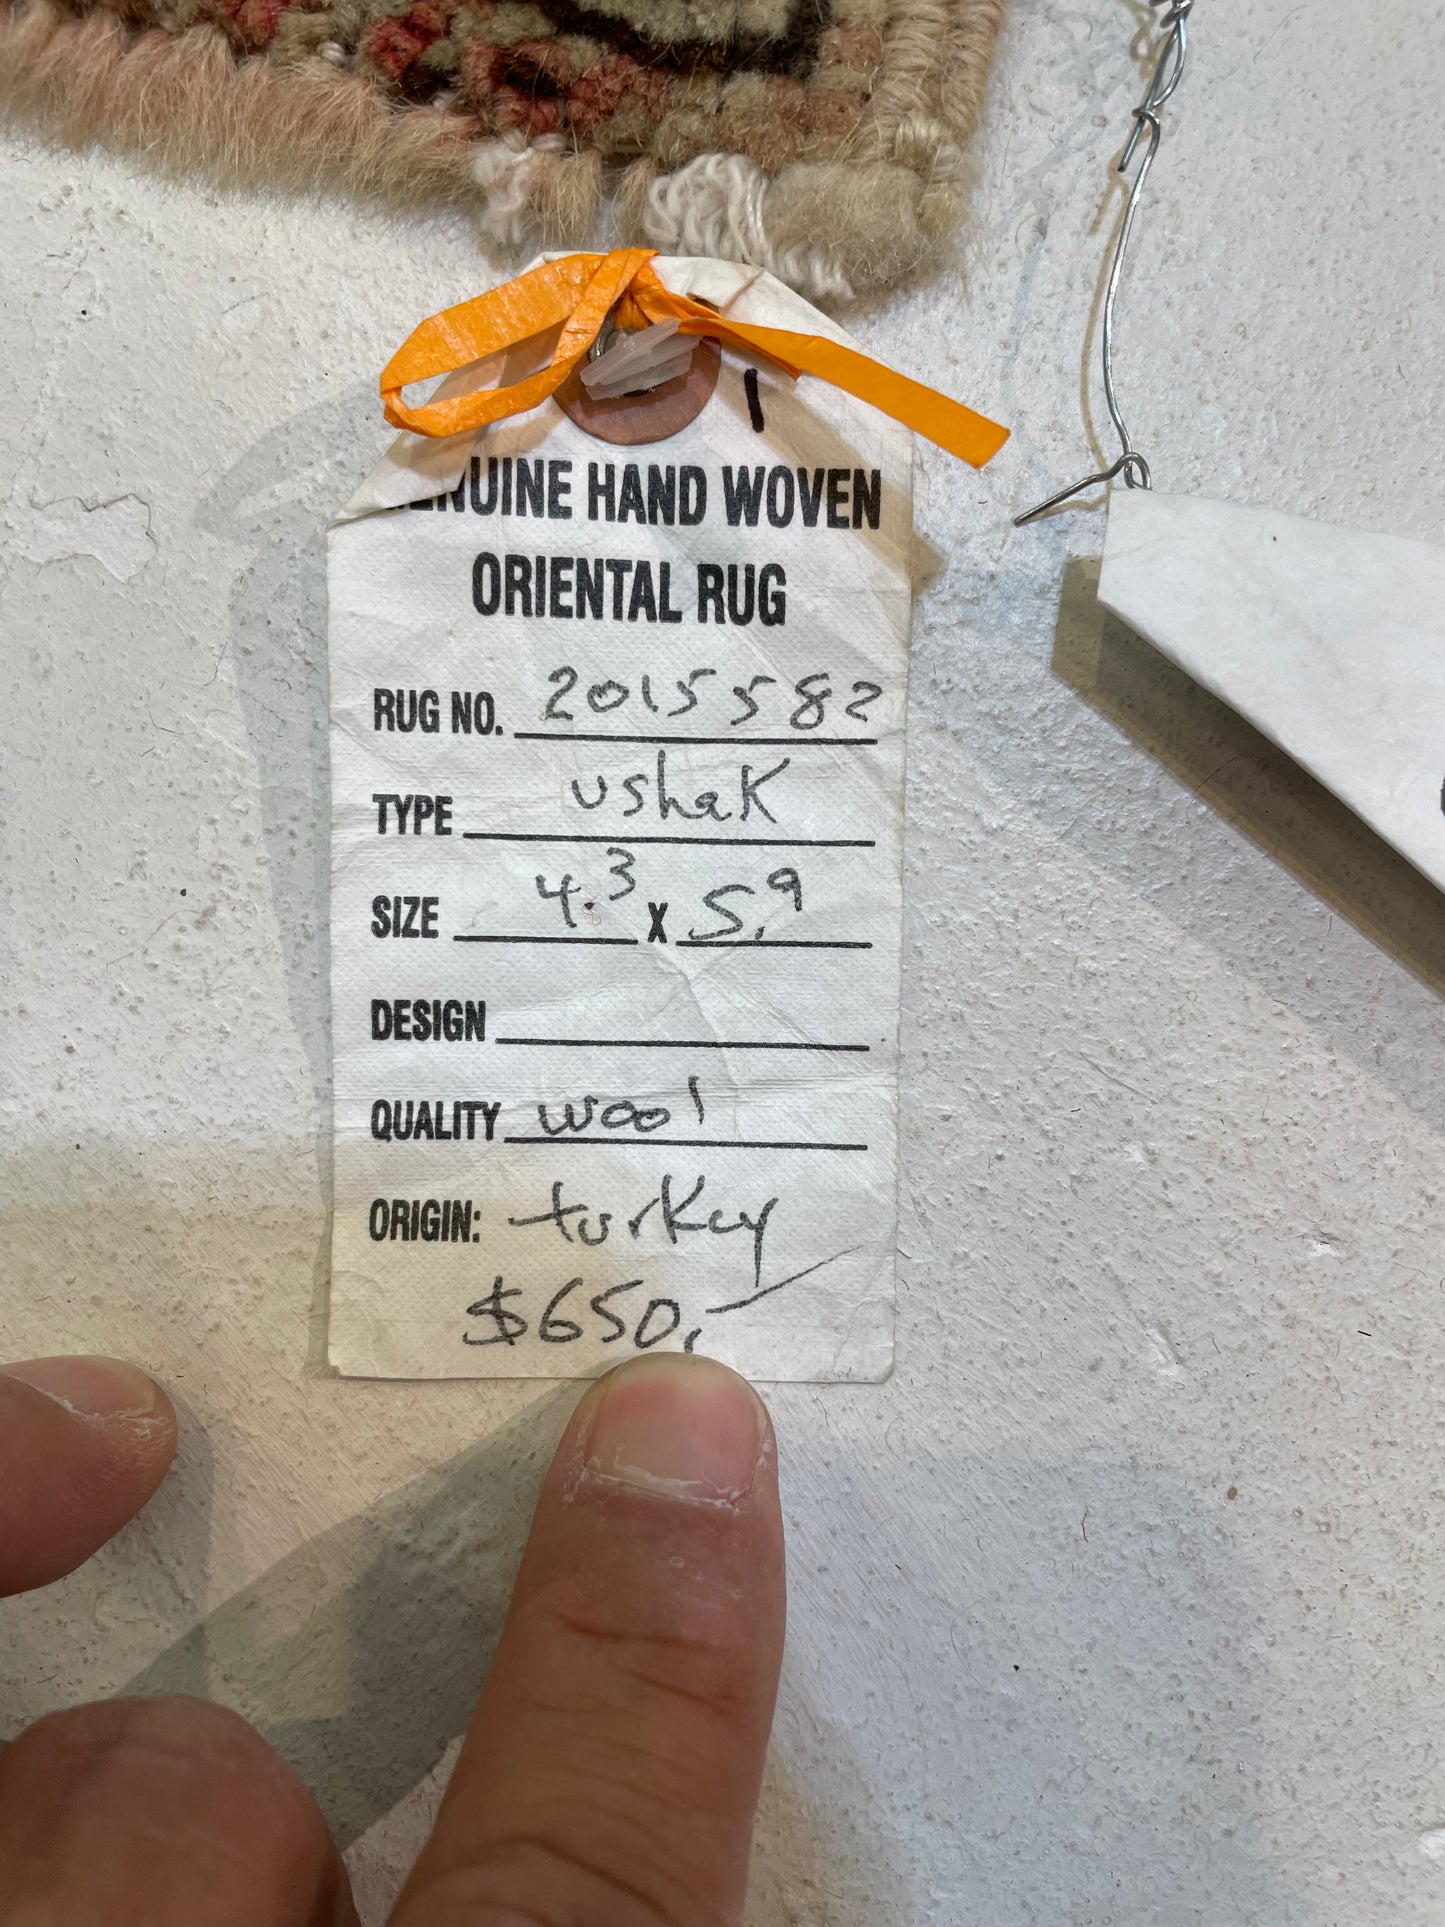 1
GENUINE HAND WOVEN
ORIENTAL RUG
RUG NO. 2015582
TYPE ushak
SIZE 4.3 x 5.9
DESIGN
QUALITY wool
ORIGIN: turkey
$650,-